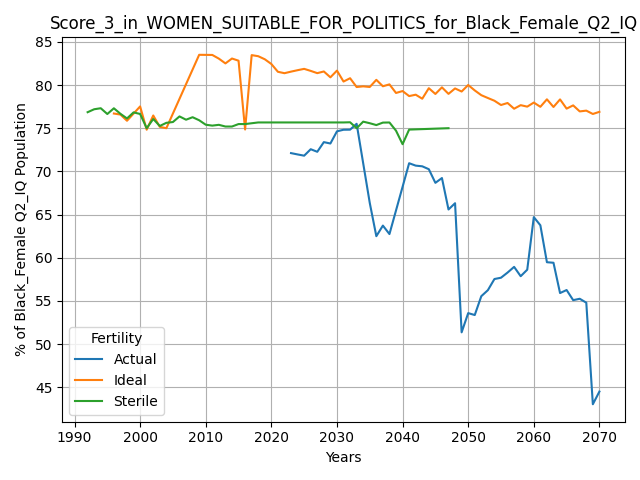 Score_3_in_WOMEN_SUITABLE_FOR_POLITICS_for_Black_Female_Q2_IQ
% of Black_Female Q2_IQ Population
85
80
75
70
65
60
55
50
45
Fertility
Actual
Ideal
Sterile
1990 2000 2010 2020 2030 2040 2050 2060 2070
Years